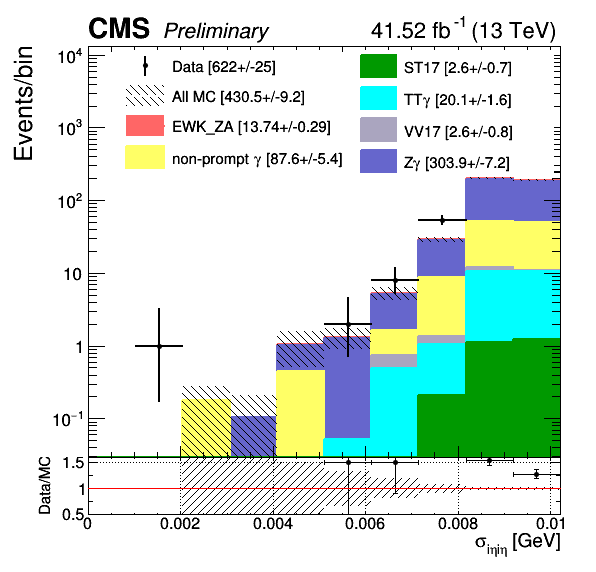 CMS Preliminary 41.52 fb⁻¹ (13 TeV)
Events/bin
Data [622+/-25]
All MC [430.5+/-9.2]
EWK_ZA [13.74+/-0.29]
non-prompt γ [87.6+/-5.4]
ST17 [2.6+/-0.7]
TTγ [20.1+/-1.6]
VV17 [2.6+/-0.8]
Zγ [303.9+/-7.2]
10⁴
10³
10²
10
1
10⁻¹
Data/MC
1.5
1
0.5
0 0.002 0.004 0.006 0.008 0.01
σiηiη [GeV]